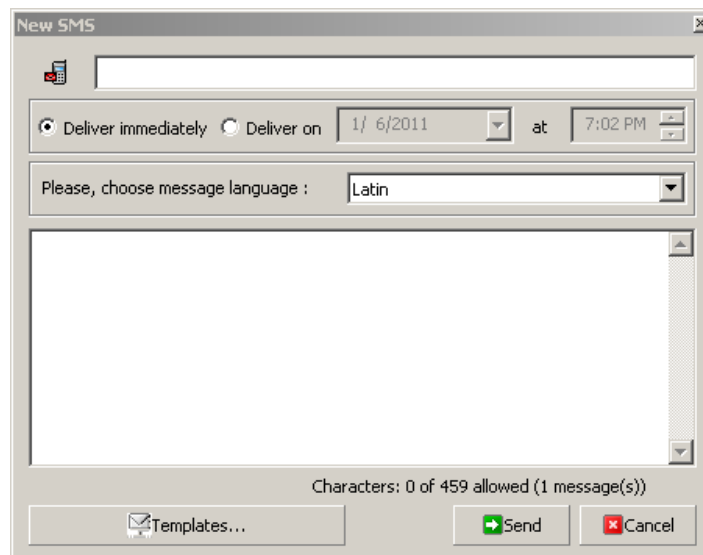 New SMS
Deliver immediately Deliver on 1/ 6/2011 at 7:02 PM
Please, choose message language : Latin
Characters: 0 of 459 allowed (1 message(s))
Templates... Send Cancel